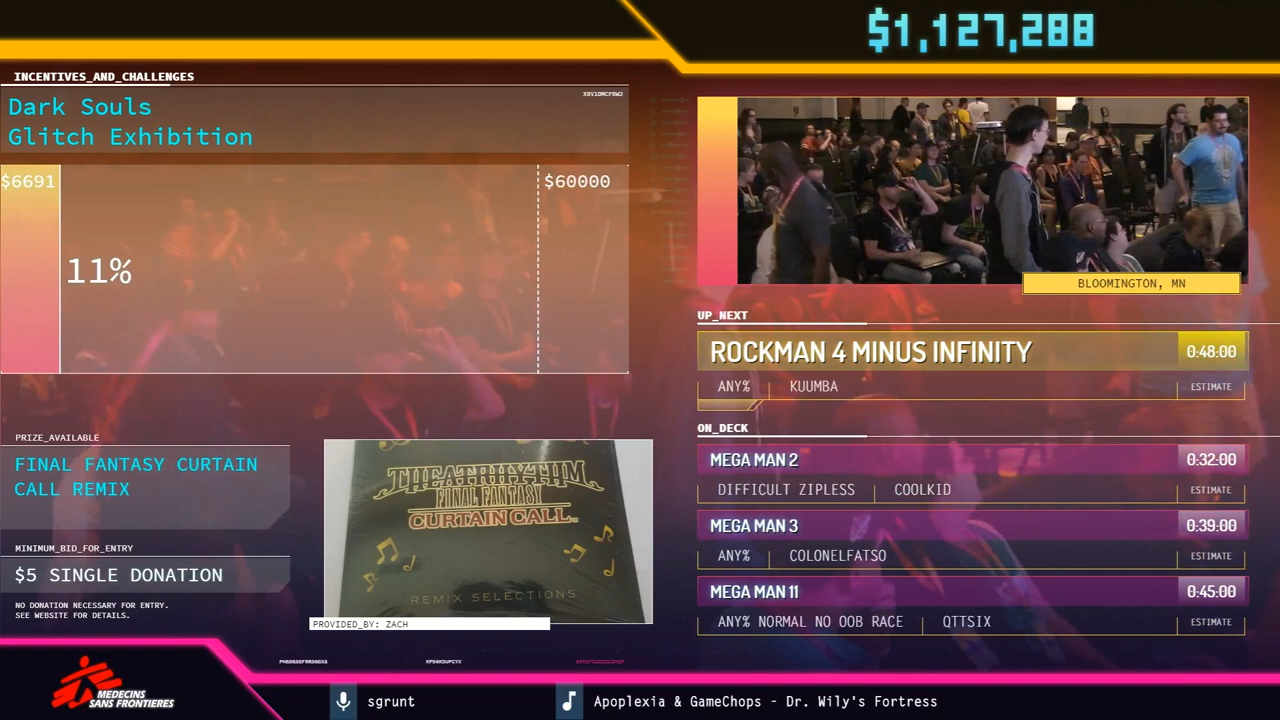 $1,127,288
INCENTIVES_AND_CHALLENGES
Dark Souls
Glitch Exhibition
$6691
$60000
11%
BLOOMINGTON, MN
UP_NEXT
ROCKMAN 4 MINUS INFINITY 0:48:00
ANY% KUUMBA ESTIMATE
ON_DECK
MEGA MAN 2 0:32:00
DIFFICULT ZIPLESS COOLKID ESTIMATE
MEGA MAN 3 0:39:00
ANY% COLONELFATSO ESTIMATE
MEGA MAN 11 0:45:00
ANY% NORMAL NO OOB RACE QTTSIX ESTIMATE
PRIZE_AVAILABLE
FINAL FANTASY CURTAIN
CALL REMIX
MINIMUM_BID_FOR_ENTRY
$5 SINGLE DONATION
NO DONATION NECESSARY FOR ENTRY.
SEE WEBSITE FOR DETAILS.
THEATRHYTHM
FINAL FANTASY
CURTAIN CALL
REMIX SELECTIONS
PROVIDED_BY: ZACH
MEDECINS
SANS FRONTIERES
sgrunt
Apoplexia & GameChops - Dr. Wily's Fortress